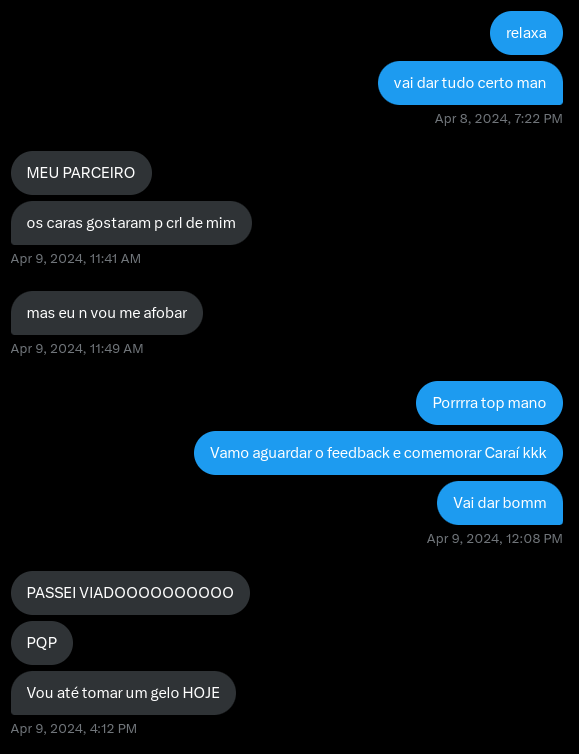 relaxa
vai dar tudo certo man
Apr 8, 2024, 7:22 PM
MEU PARCEIRO
os caras gostaram p crl de mim
Apr 9, 2024, 11:41 AM
mas eu n vou me afobar
Apr 9, 2024, 11:49 AM
Porrrra top mano
Vamo aguardar o feedback e comemorar Caraí kkk
Vai dar bomm
Apr 9, 2024, 12:08 PM
PASSEI VIADOOOOOOOOOO
PQP
Vou até tomar um gelo HOJE
Apr 9, 2024, 4:12 PM